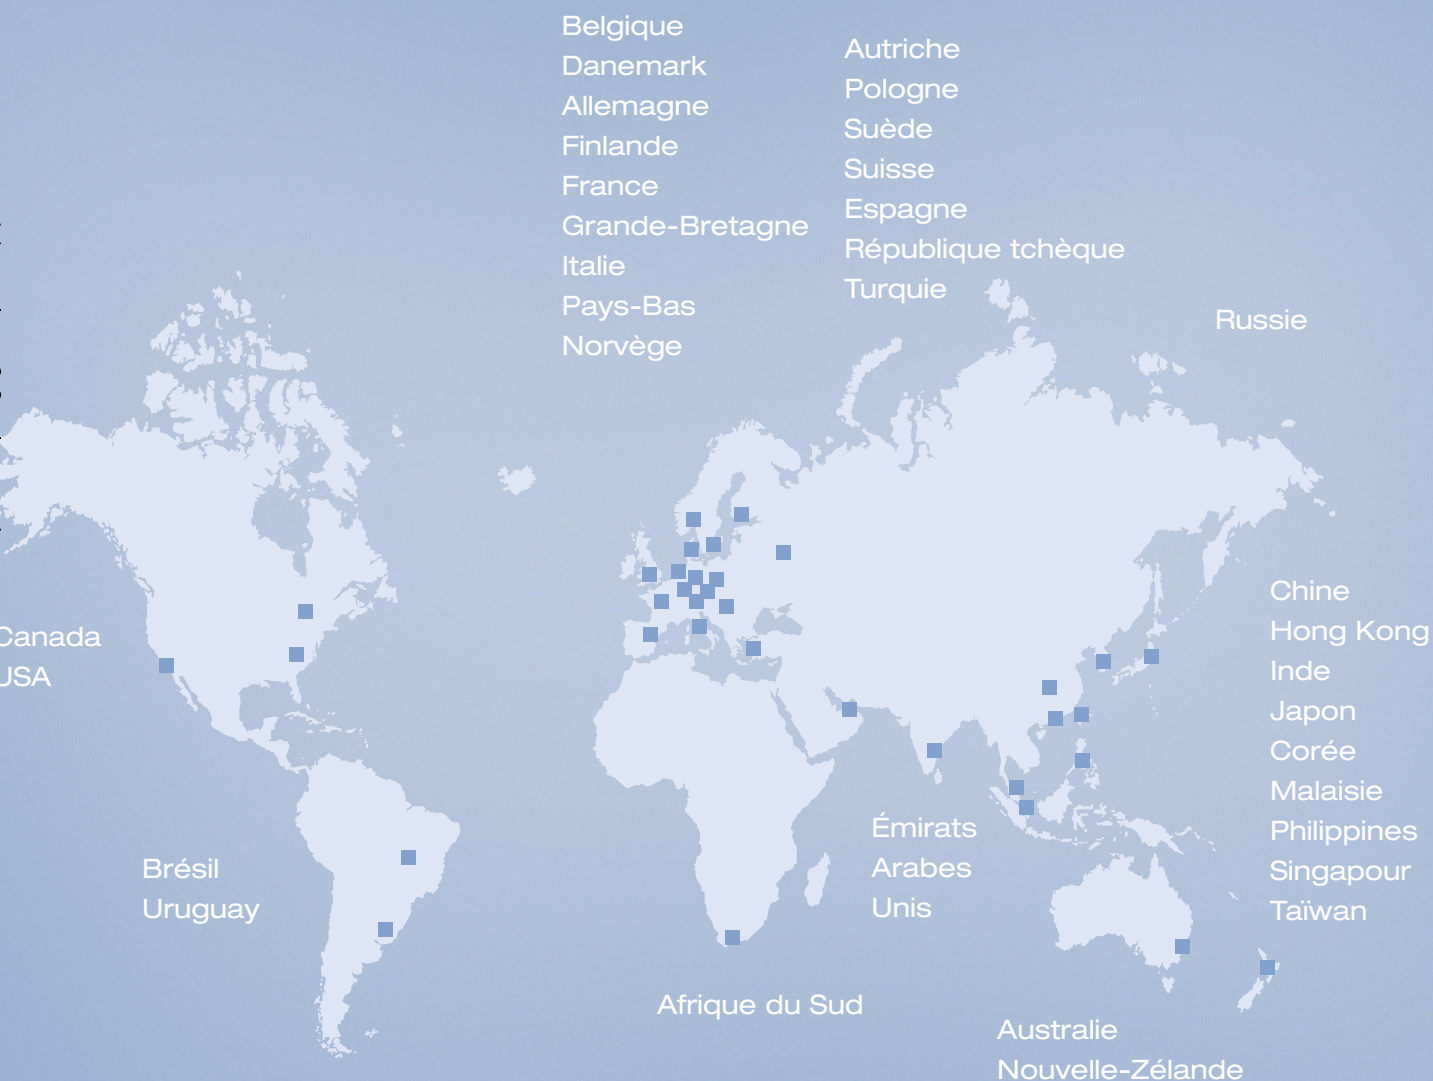 Belgique
Danemark
Allemagne
Finlande
France
Grande-Bretagne
Italie
Pays-Bas
Norvège
Autriche
Pologne
Suède
Suisse
Espagne
République tchèque
Turquie
Russie
Canada
USA
Chine
Hong Kong
Inde
Japon
Corée
Malaisie
Philippines
Singapour
Taïwan
Brésil
Uruguay
Émirats
Arabes
Unis
Afrique du Sud
Australie
Nouvelle-Zélande